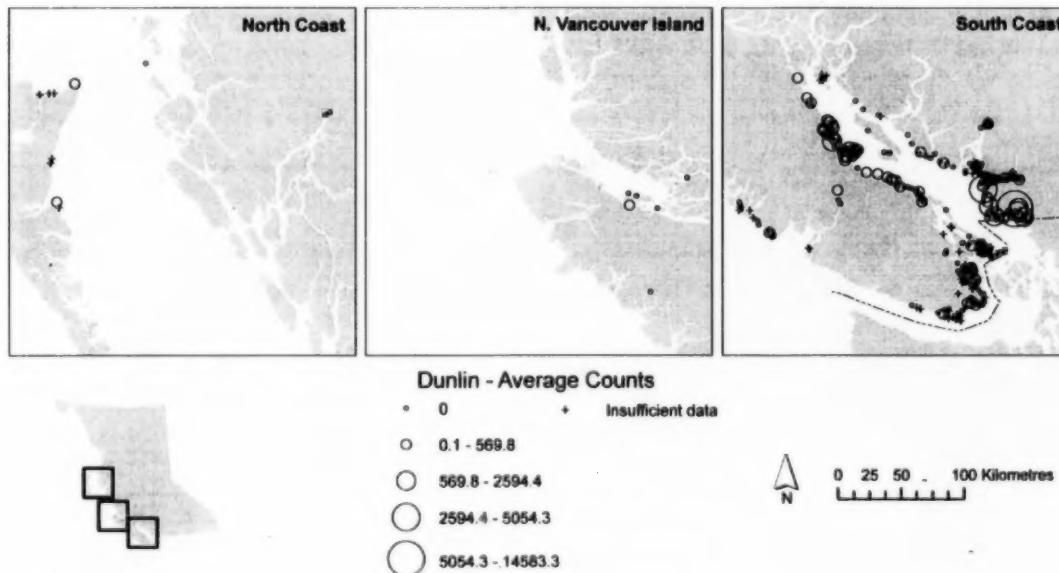 North Coast
N. Vancouver Island
South Coast
Dunlin - Average Counts
0
+ Insufficient data
0.1 - 569.8
569.8 - 2594.4
2594.4 - 5054.3
5054.3 - 14583.3
N
0 25 50 100 Kilometres